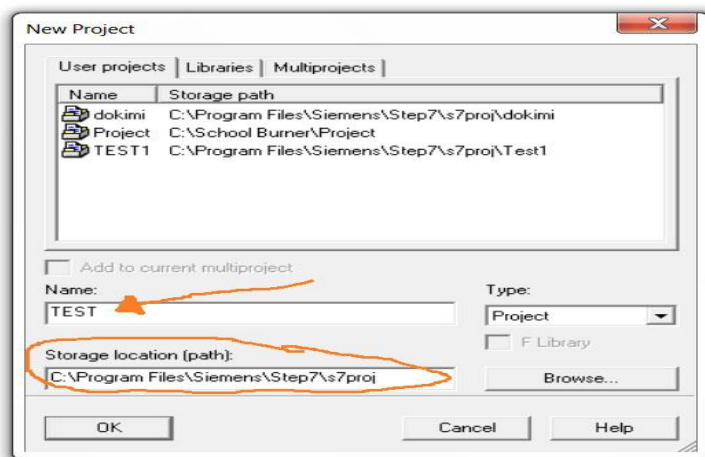 New Project
User projects Libraries Multiprojects
Name Storage path
dokimi C:\Program Files\Siemens\Step7\s7proj\dokimi
Project C:\School Burner\Project
TEST1 C:\Program Files\Siemens\Step7\s7proj\Test1
Add to current multiproject
Name:
Type:
TEST
Project
F Library
Storage location (path):
C:\Program Files\Siemens\Step7\s7proj
Browse...
OK
Cancel
Help